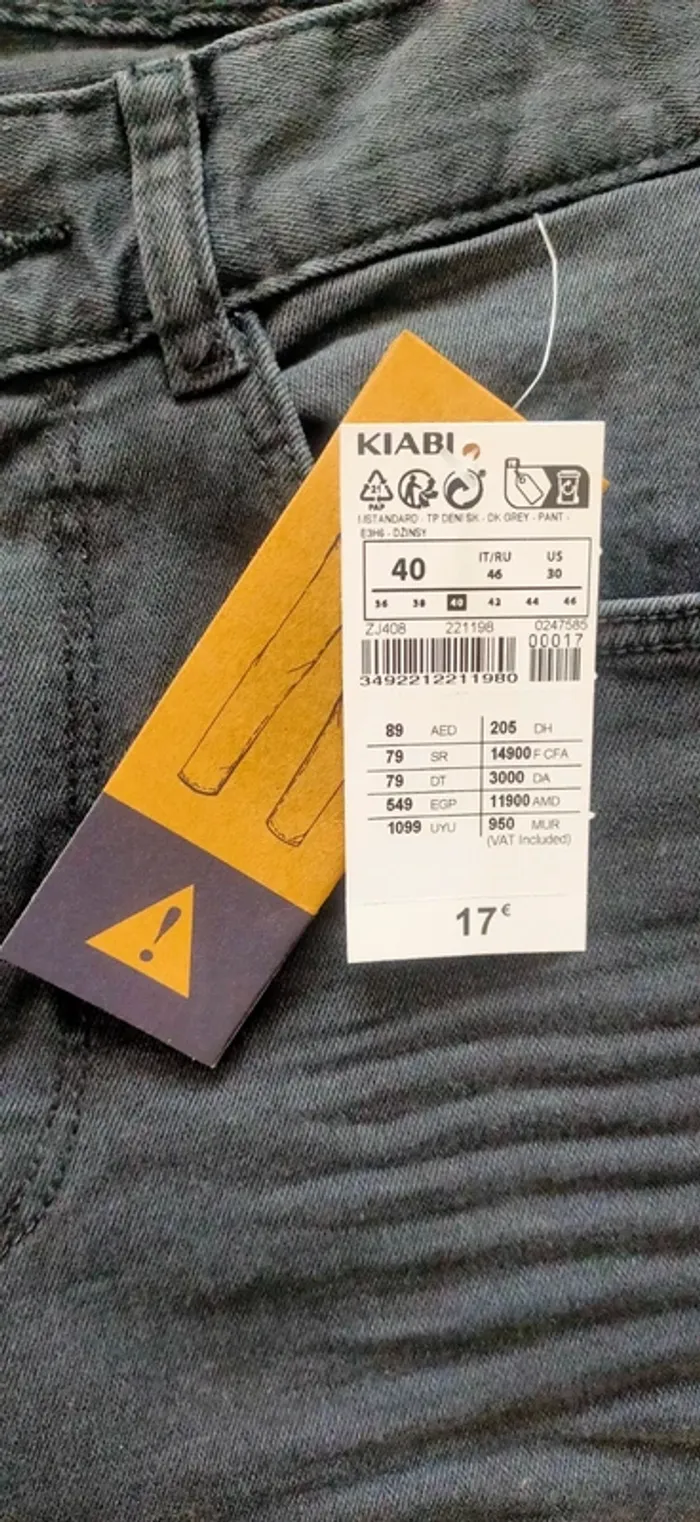 KIABI
21
PAP
I.STANDARD - TP DENI SK - DK GREY - PANT -
E3H6 - DŽINSY
40 IT/RU US
46 30
36 38 40 42 44 46
ZJ408 221198 0247585
00017
3492212211980
89 AED 205 DH
79 SR 14900 F CFA
79 DT 3000 DA
549 EGP 11900 AMD
1099 UYU 950 MUR
(VAT Included)
17€
!